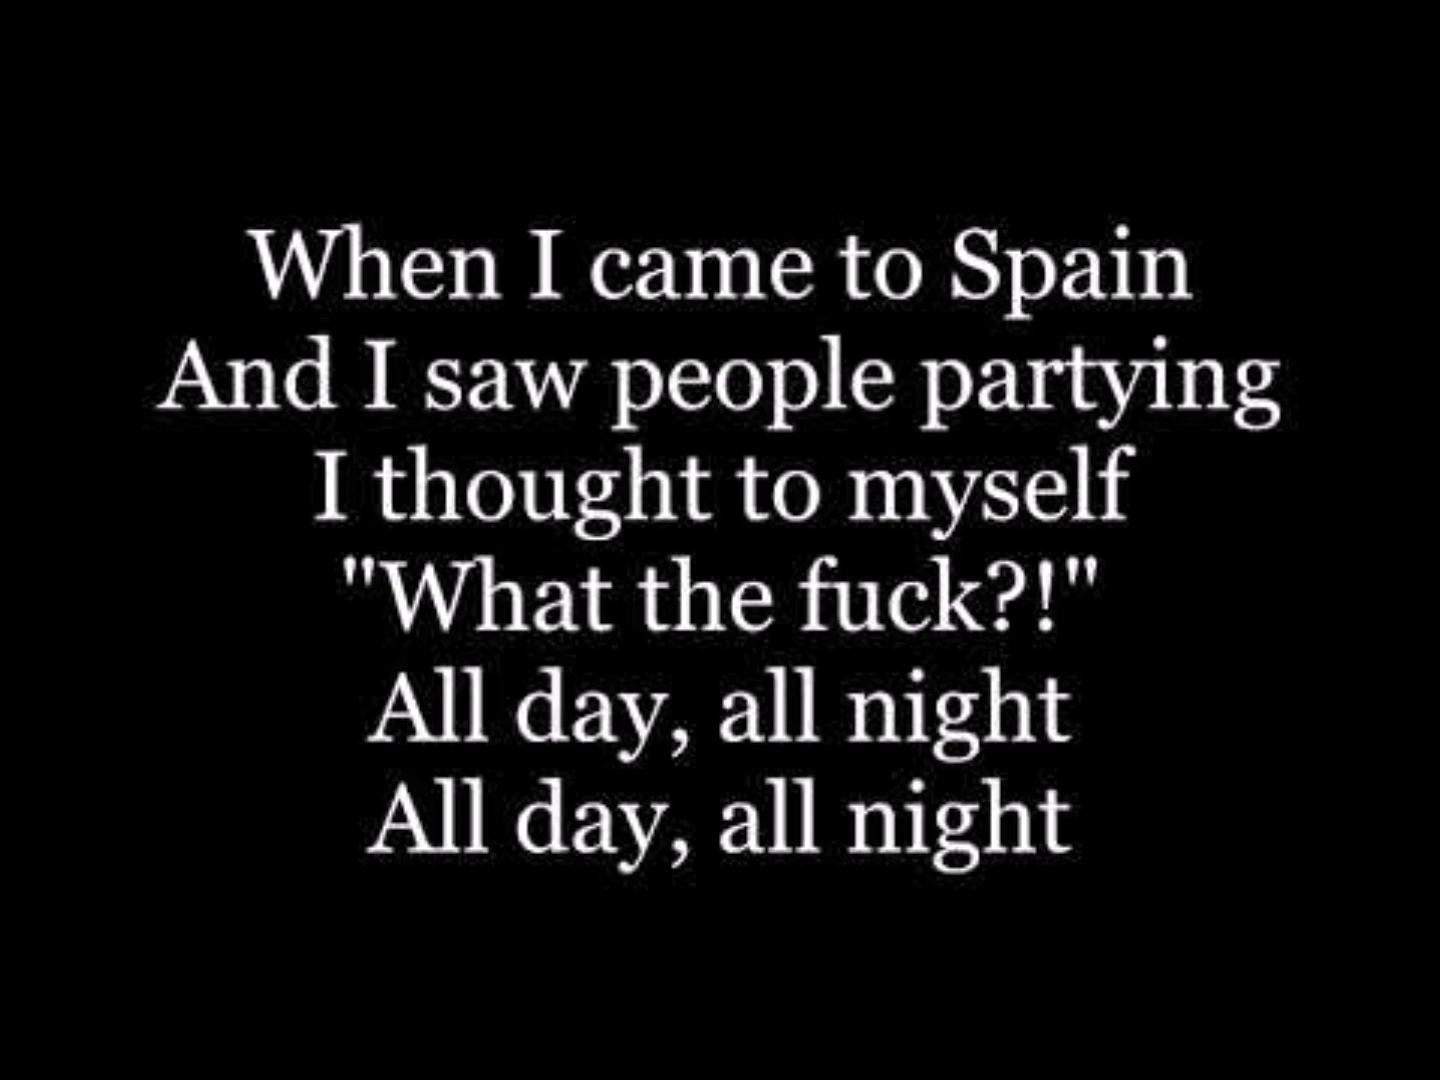 When I came to Spain
And I saw people partying
I thought to myself
"What the fuck?!"
All day, all night
All day, all night